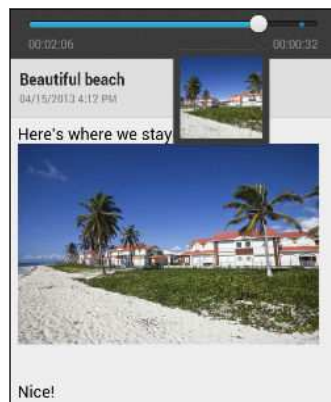 00:02:06 00:00:32
Beautiful beach
04/15/2013 4:12 PM
Here's where we stay
Nice!